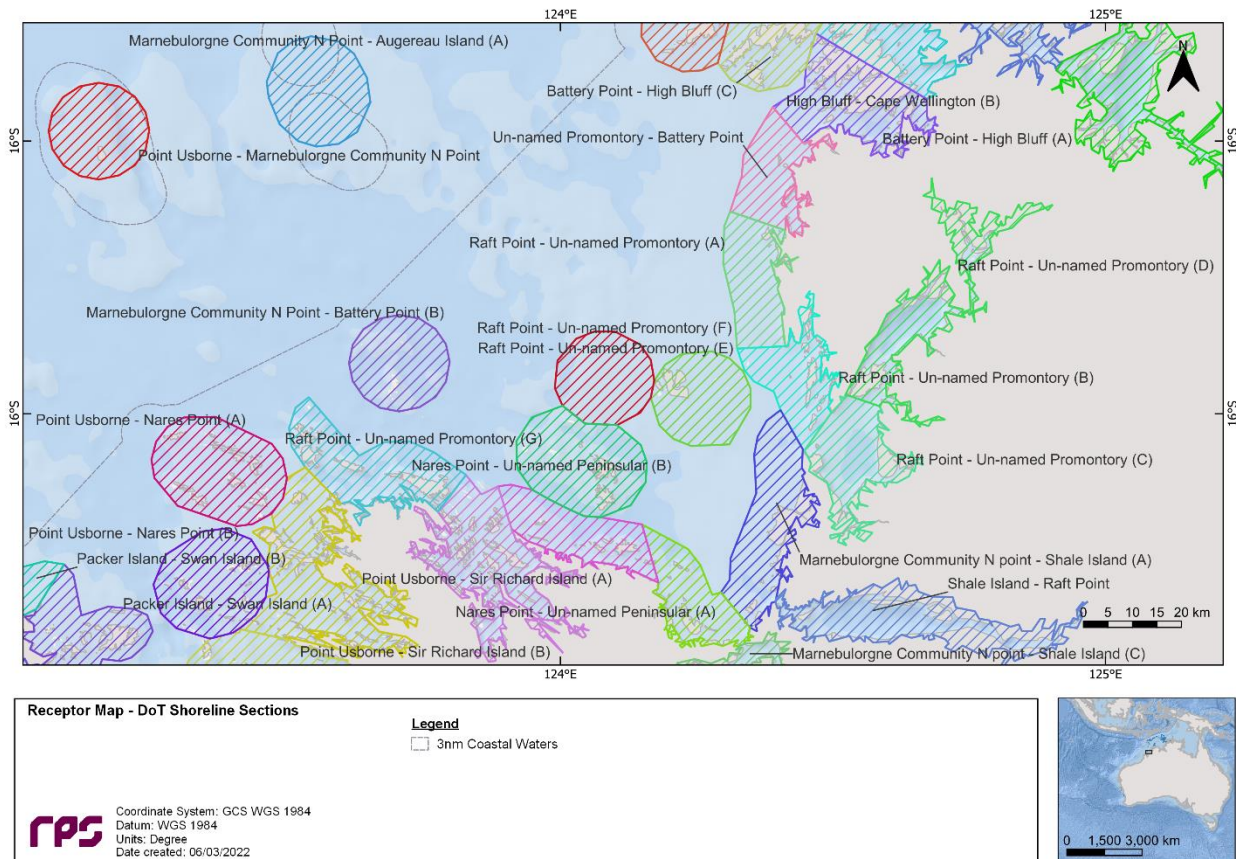 124°E
125°E
Marnebulorgne Community N Point - Augereau Island (A)
N
Battery Point - High Bluff (C)
High Bluff - Cape Wellington (B)
Un-named Promontory - Battery Point
Battery Point - High Bluff (A)
16°S
16°S
Point Usborne - Marnebulorgne Community N Point
Raft Point - Un-named Promontory (A)
Raft Point - Un-named Promontory (D)
Marnebulorgne Community N Point - Battery Point (B)
Raft Point - Un-named Promontory (F)
Raft Point - Un-named Promontory (E)
Raft Point - Un-named Promontory (B)
16°S
16°S
Point Usborne - Nares Point (A)
Raft Point - Un-named Promontory (G)
Nares Point - Un-named Peninsular (B)
Raft Point - Un-named Promontory (C)
Point Usborne - Nares Point (B)
Packer Island - Swan Island (B)
Marnebulorgne Community N point - Shale Island (A)
Point Usborne - Sir Richard Island (A)
Shale Island - Raft Point
Packer Island - Swan Island (A)
Nares Point - Un-named Peninsular (A)
0 5 10 15 20 km
Point Usborne - Sir Richard Island (B)
Marnebulorgne Community N point - Shale Island (C)
124°E
125°E
Receptor Map - DoT Shoreline Sections
Legend
3nm Coastal Waters
rps
Coordinate System: GCS WGS 1984
Datum: WGS 1984
Units: Degree
Date created: 06/03/2022
0 1,500 3,000 km